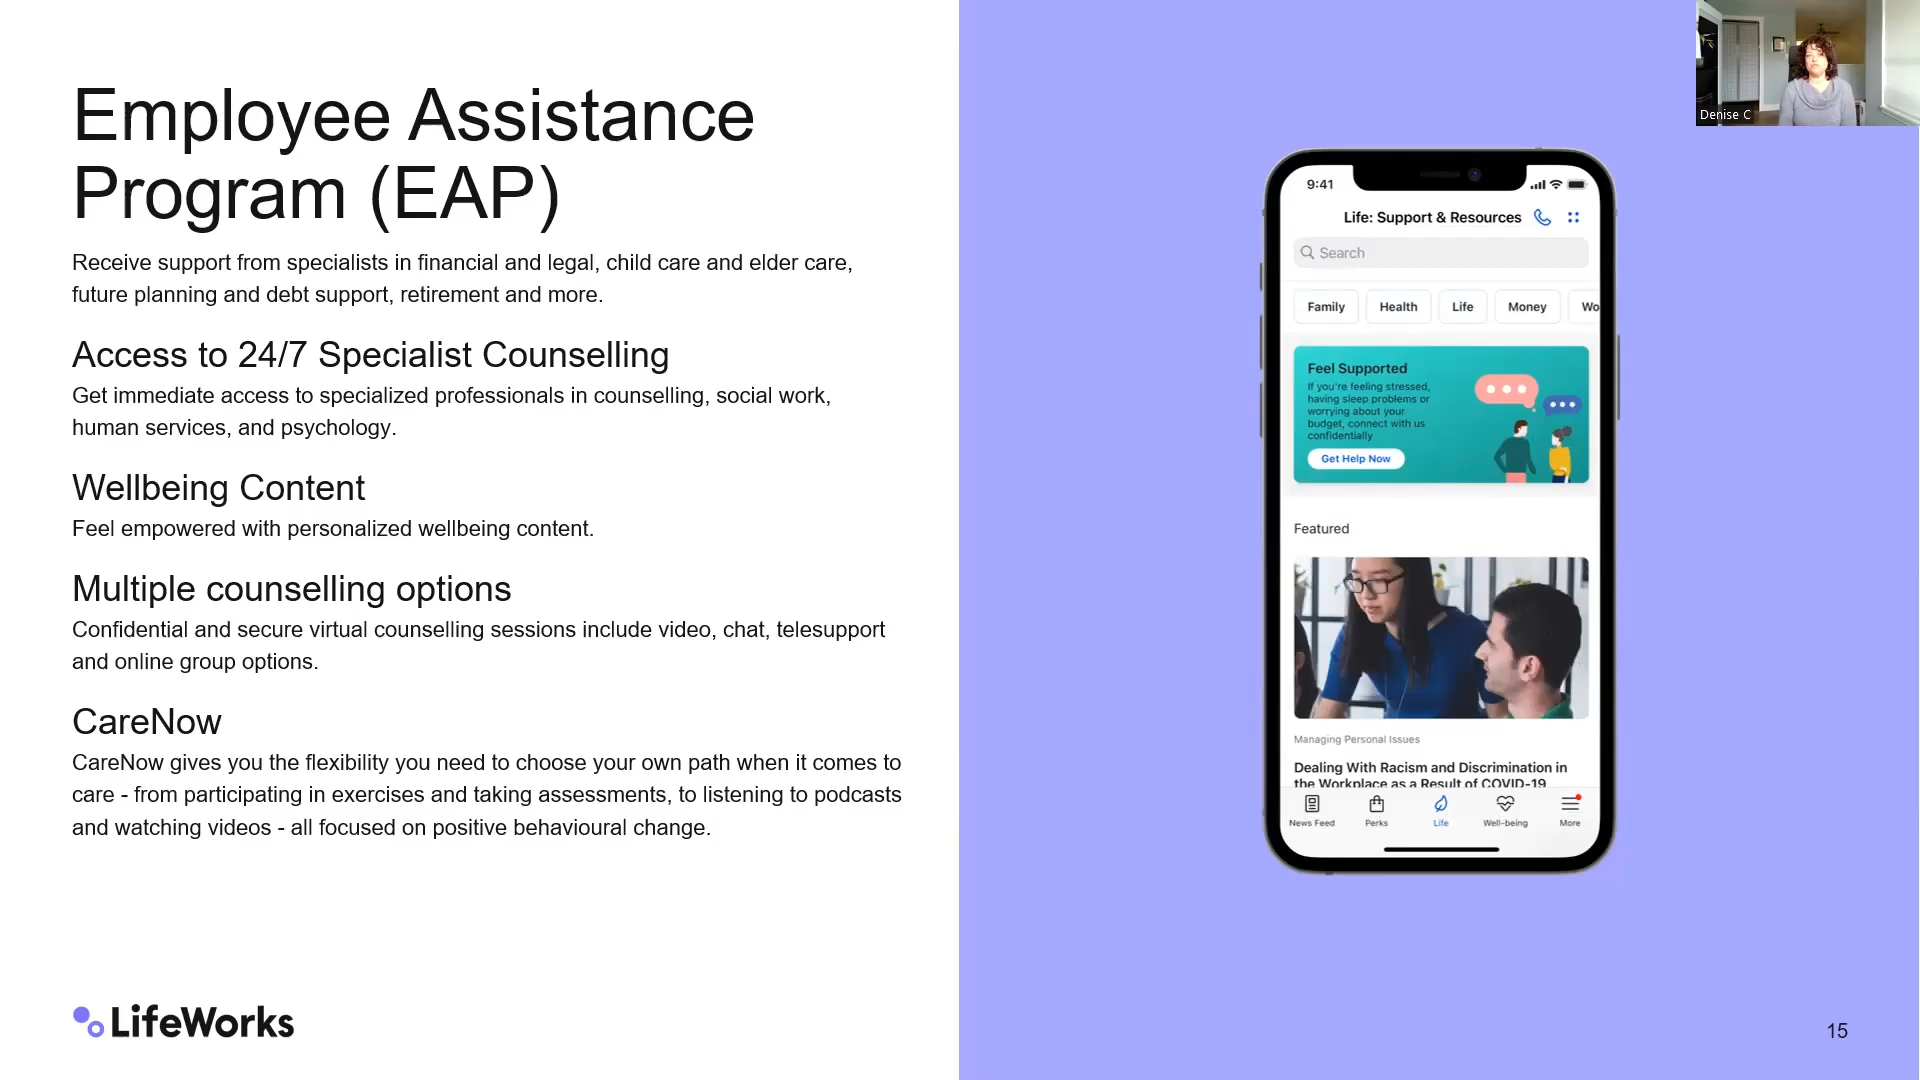 Employee Assistance
Program (EAP)
Receive support from specialists in financial and legal, child care and elder care,
future planning and debt support, retirement and more.
Access to 24/7 Specialist Counselling
Get immediate access to specialized professionals in counselling, social work,
human services, and psychology.
Wellbeing Content
Feel empowered with personalized wellbeing content.
Multiple counselling options
Confidential and secure virtual counselling sessions include video, chat, telesupport
and online group options.
CareNow
CareNow gives you the flexibility you need to choose your own path when it comes to
care - from participating in exercises and taking assessments, to listening to podcasts
and watching videos - all focused on positive behavioural change.
LifeWorks
Denise C
9:41
Life: Support & Resources
Search
Family Health Life Money Wo
Feel Supported
If you're feeling stressed,
having sleep problems or
worrying about your
budget, connect with us
confidentially
Get Help Now
Featured
Managing Personal Issues
Dealing With Racism and Discrimination in
the Workplace as a Result of COVID-19
News Feed Perks Life Well-being More
15